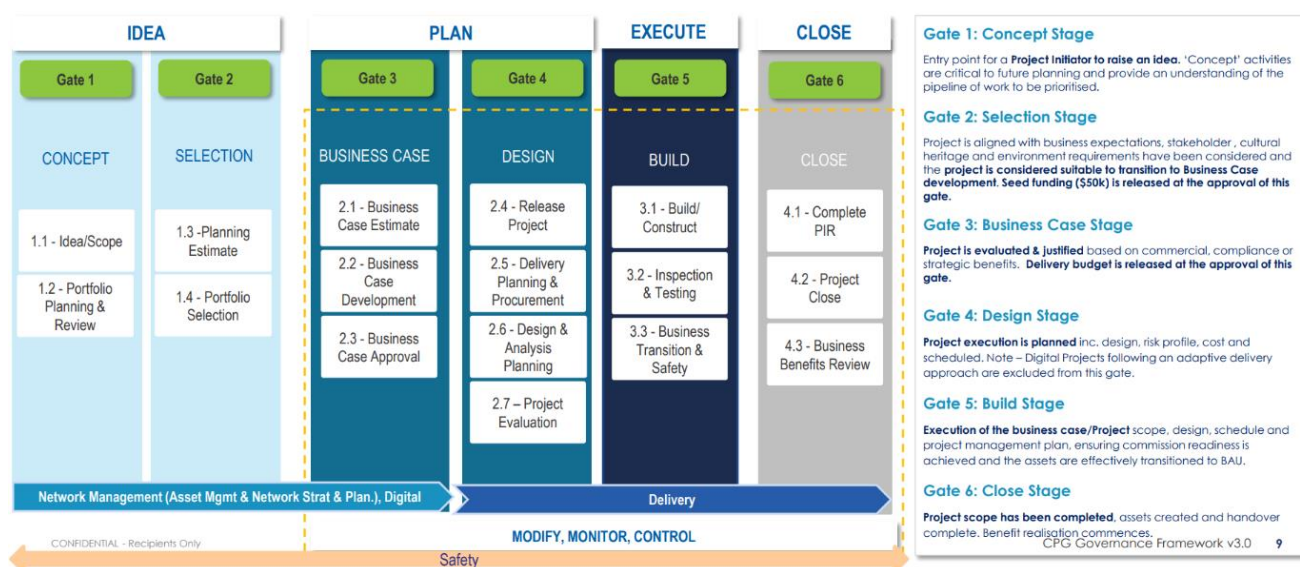 IDEA
PLAN
EXECUTE
CLOSE
Gate 1
Gate 2
Gate 3
Gate 4
Gate 5
Gate 6
CONCEPT
SELECTION
BUSINESS CASE
DESIGN
BUILD
CLOSE
1.1 - Idea/Scope
1.2 - Portfolio
Planning &
Review
1.3 -Planning
Estimate
1.4 - Portfolio
Selection
2.1 - Business
Case Estimate
2.2 - Business
Case
Development
2.3 - Business
Case Approval
2.4 - Release
Project
2.5 - Delivery
Planning &
Procurement
2.6 - Design &
Analysis
Planning
2.7 – Project
Evaluation
3.1 - Build/
Construct
3.2 - Inspection
& Testing
3.3 - Business
Transition &
Safety
4.1 - Complete
PIR
4.2 - Project
Close
4.3 - Business
Benefits Review
Network Management (Asset Mgmt & Network Strat & Plan.), Digital
Delivery
MODIFY, MONITOR, CONTROL
CONFIDENTIAL - Recipients Only
Safety
Gate 1: Concept Stage
Entry point for a Project Initiator to raise an idea. ‘Concept’ activities
are critical to future planning and provide an understanding of the
pipeline of work to be prioritised.
Gate 2: Selection Stage
Project is aligned with business expectations, stakeholder , cultural
heritage and environment requirements have been considered and
the project is considered suitable to transition to Business Case
development. Seed funding ($50k) is released at the approval of this
gate.
Gate 3: Business Case Stage
Project is evaluated & justified based on commercial, compliance or
strategic benefits. Delivery budget is released at the approval of this
gate.
Gate 4: Design Stage
Project execution is planned inc. design, risk profile, cost and
scheduled. Note – Digital Projects following an adaptive delivery
approach are excluded from this gate.
Gate 5: Build Stage
Execution of the business case/Project scope, design, schedule and
project management plan, ensuring commission readiness is
achieved and the assets are effectively transitioned to BAU.
Gate 6: Close Stage
Project scope has been completed, assets created and handover
complete. Benefit realisation commences.
CPG Governance Framework v3.0 9